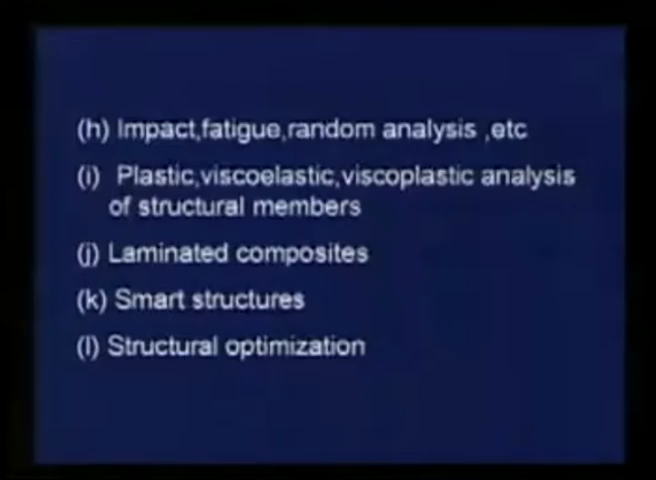 (h) Impact,fatigue,random analysis ,etc
(i) Plastic,viscoelastic,viscoplastic analysis
of structural members
(j) Laminated composites
(k) Smart structures
(l) Structural optimization